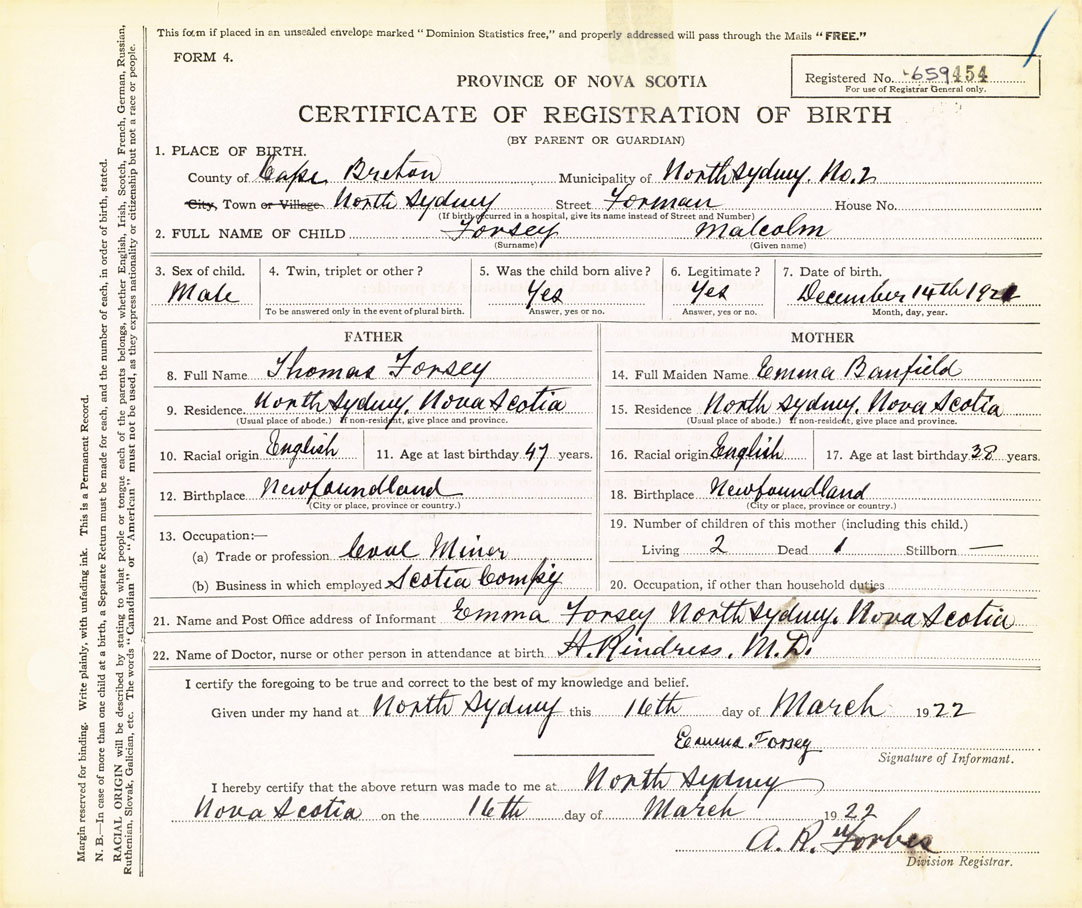 This form if placed in an unsealed envelope marked "Dominion Statistics free," and properly addressed will pass through the Mails "FREE."
FORM 4.
Registered No. 659454
For use of Registrar General only.
PROVINCE OF NOVA SCOTIA
CERTIFICATE OF REGISTRATION OF BIRTH
(BY PARENT OR GUARDIAN)
1. PLACE OF BIRTH.
County of Cape Breton Municipality of North Sydney. No. 2
City, Town or Village North Sydney Street Forman House No.
(If birth occurred in a hospital, give its name instead of Street and Number)
2. FULL NAME OF CHILD Forsey Malcolm
(Surname) (Given name)
3. Sex of child. 4. Twin, triplet or other? 5. Was the child born alive? 6. Legitimate? 7. Date of birth.
Male Yes Yes December 14th 1921
To be answered only in the event of plural birth. Answer, yes or no. Answer, yes or no. Month, day, year.
FATHER
8. Full Name Thomas Forsey
9. Residence North Sydney. Nova Scotia
(Usual place of abode.) If non-resident, give place and province.
10. Racial origin English 11. Age at last birthday 47 years.
12. Birthplace Newfoundland
(City or place, province or country.)
13. Occupation:—
(a) Trade or profession Coal Miner
(b) Business in which employed Scotia Comp'y
MOTHER
14. Full Maiden Name Emma Banfield
15. Residence North Sydney. Nova Scotia
(Usual place of abode.) If non-resident, give place and province.
16. Racial origin English 17. Age at last birthday 38 years.
18. Birthplace Newfoundland
(City or place, province or country.)
19. Number of children of this mother (including this child.)
Living 2 Dead 1 Stillborn —
20. Occupation, if other than household duties
21. Name and Post Office address of Informant Emma Forsey North Sydney. Nova Scotia
22. Name of Doctor, nurse or other person in attendance at birth H. Rindress. M.D.
I certify the foregoing to be true and correct to the best of my knowledge and belief.
Given under my hand at North Sydney this 16th day of March 1922
Emma Forsey
Signature of Informant.
I hereby certify that the above return was made to me at North Sydney
Nova Scotia on the 16th day of March 1922
A. R. Forbes
Division Registrar.
Margin reserved for binding. Write plainly, with unfading ink. This is a Permanent Record.
N. B.—In case of more than one child at a birth, a Separate Return must be made for each, and the number of each, in order of birth, stated.
RACIAL ORIGIN will be described by stating to what people or tongue each of the parents belongs, whether English, Irish, Scotch, French, German, Russian,
Ruthenian, Slovak, Galician, etc. The words "Canadian" or "American" must not be used, as they express nationality or citizenship but not a race or people.